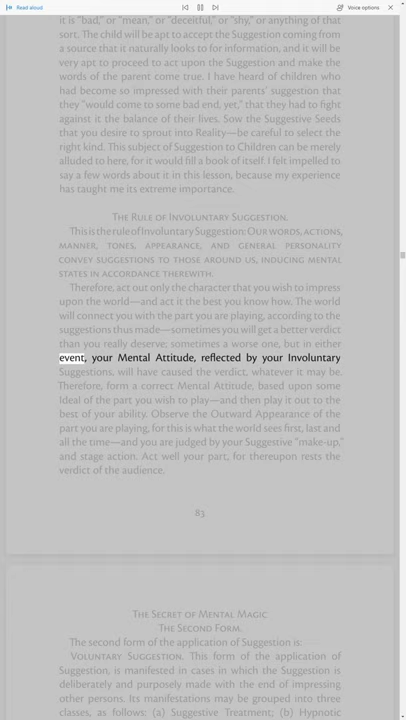 Read aloud
Voice options
it is "bad," or "mean," or "deceitful," or "shy," or anything of that
sort. The child will be apt to accept the Suggestion coming from
a source that it naturally looks to for information, and it will be
very apt to proceed to act upon the Suggestion and make the
words of the parent come true. I have heard of children who
had become so impressed with their parents' suggestion that
they "would come to some bad end, yet," that they had to fight
against it the balance of their lives. Sow the Suggestive Seeds
that you desire to sprout into Reality—be careful to select the
right kind. This subject of Suggestion to Children can be merely
alluded to here, for it would fill a book of itself. I felt impelled to
say a few words about it in this lesson, because my experience
has taught me its extreme importance.
The Rule of Involuntary Suggestion.
This is the rule of Involuntary Suggestion: Our words, actions,
manner, tones, appearance, and general personality
convey suggestions to those around us, inducing mental
states in accordance therewith.
Therefore, act out only the character that you wish to impress
upon the world—and act it the best you know how. The world
will connect you with the part you are playing, according to the
suggestions thus made—sometimes you will get a better verdict
than you really deserve; sometimes a worse one, but in either
event, your Mental Attitude, reflected by your Involuntary
Suggestions, will have caused the verdict, whatever it may be.
Therefore, form a correct Mental Attitude, based upon some
Ideal of the part you wish to play—and then play it out to the
best of your ability. Observe the Outward Appearance of the
part you are playing, for this is what the world sees first, last and
all the time—and you are judged by your Suggestive "make-up,"
and stage action. Act well your part, for thereupon rests the
verdict of the audience.
83
The Secret of Mental Magic
The Second Form.
The second form of the application of Suggestion is:
Voluntary Suggestion. This form of the application of
Suggestion, is manifested in cases in which the Suggestion is
deliberately and purposely made with the end of impressing
other persons. Its manifestations may be grouped into three
classes, as follows: (a) Suggestive Treatment; (b) Hypnotic